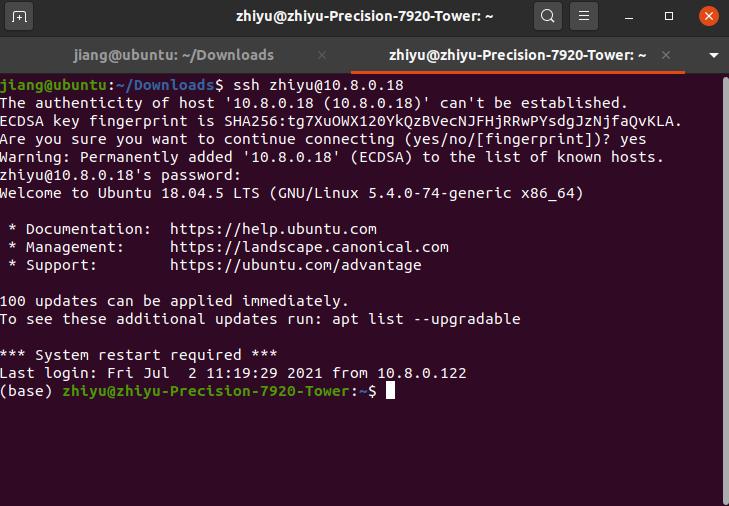 zhiyu@zhiyu-Precision-7920-Tower: ~
jiang@ubuntu: ~/Downloads
zhiyu@zhiyu-Precision-7920-Tower: ~
jiang@ubuntu:~/Downloads$ ssh zhiyu@10.8.0.18
The authenticity of host '10.8.0.18 (10.8.0.18)' can't be established.
ECDSA key fingerprint is SHA256:tg7XuOWX120YkQzBVecNJFHjRRwPYsdgJzNjfaQvKLA.
Are you sure you want to continue connecting (yes/no/[fingerprint])? yes
Warning: Permanently added '10.8.0.18' (ECDSA) to the list of known hosts.
zhiyu@10.8.0.18's password:
Welcome to Ubuntu 18.04.5 LTS (GNU/Linux 5.4.0-74-generic x86_64)
* Documentation:  https://help.ubuntu.com
* Management:     https://landscape.canonical.com
* Support:        https://ubuntu.com/advantage
100 updates can be applied immediately.
To see these additional updates run: apt list --upgradable
*** System restart required ***
Last login: Fri Jul  2 11:19:29 2021 from 10.8.0.122
(base) zhiyu@zhiyu-Precision-7920-Tower:~$